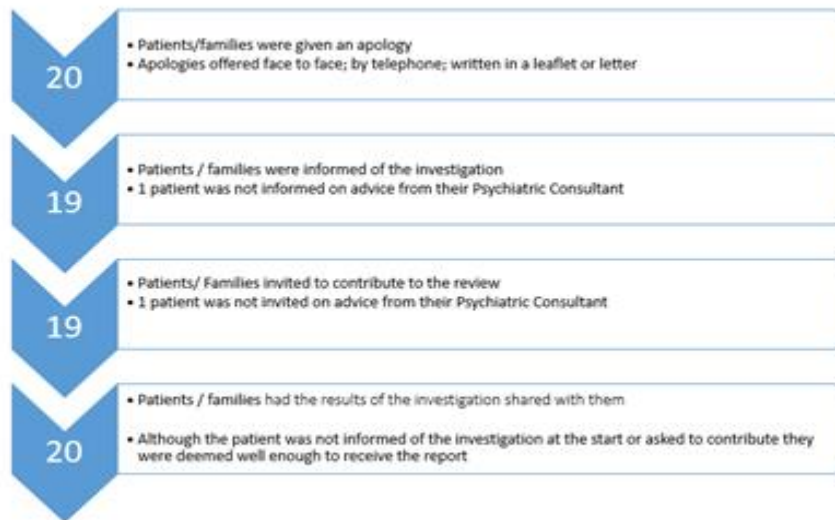 20
• Patients/families were given an apology
• Apologies offered face to face; by telephone; written in a leaflet or letter
19
• Patients / families were informed of the investigation
• 1 patient was not informed on advice from their Psychiatric Consultant
19
• Patients/ Families invited to contribute to the review
• 1 patient was not invited on advice from their Psychiatric Consultant
20
• Patients / families had the results of the investigation shared with them
• Although the patient was not informed of the investigation at the start or asked to contribute they
were deemed well enough to receive the report